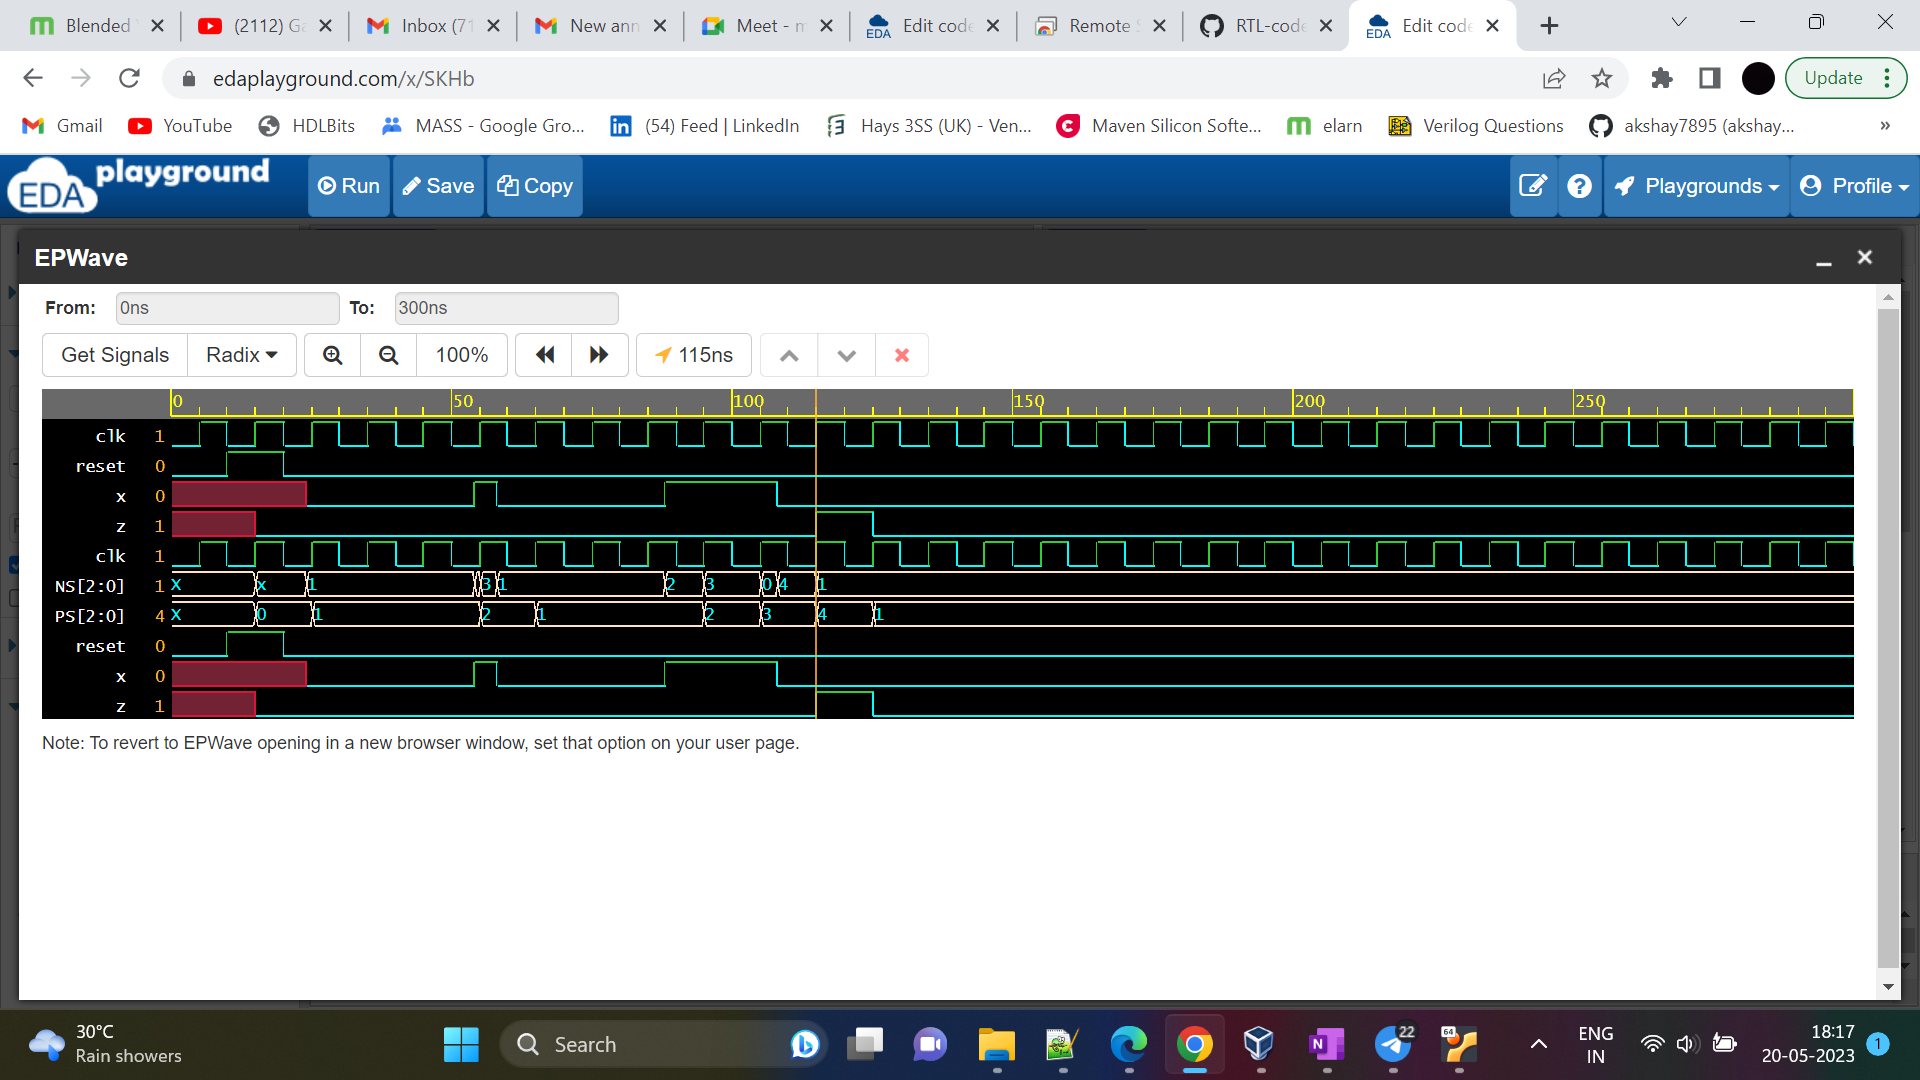 Blended
(2112) Ga
Inbox (71
New ann
Meet - m
Edit code
Remote S
RTL-code
Edit code
edaplayground.com/x/SKHb
Update
Gmail
YouTube
HDLBits
MASS - Google Gro...
(54) Feed | LinkedIn
Hays 3SS (UK) - Ven...
Maven Silicon Softe...
elarn
Verilog Questions
akshay7895 (akshay...
»
EDA playground
Run
Save
Copy
Playgrounds
Profile
EPWave
From: 0ns To: 300ns
Get Signals
Radix
100%
115ns
0 50 100 150 200 250
clk 1
reset 0
x 0
z 1
clk 1
NS[2:0] 1 X x 1 3 1 2 3 0 4 1
PS[2:0] 4 X 0 1 2 1 2 3 4 1
reset 0
x 0
z 1
Note: To revert to EPWave opening in a new browser window, set that option on your user page.
30°C
Rain showers
Search
22
64
ENG
IN
18:17
20-05-2023
1